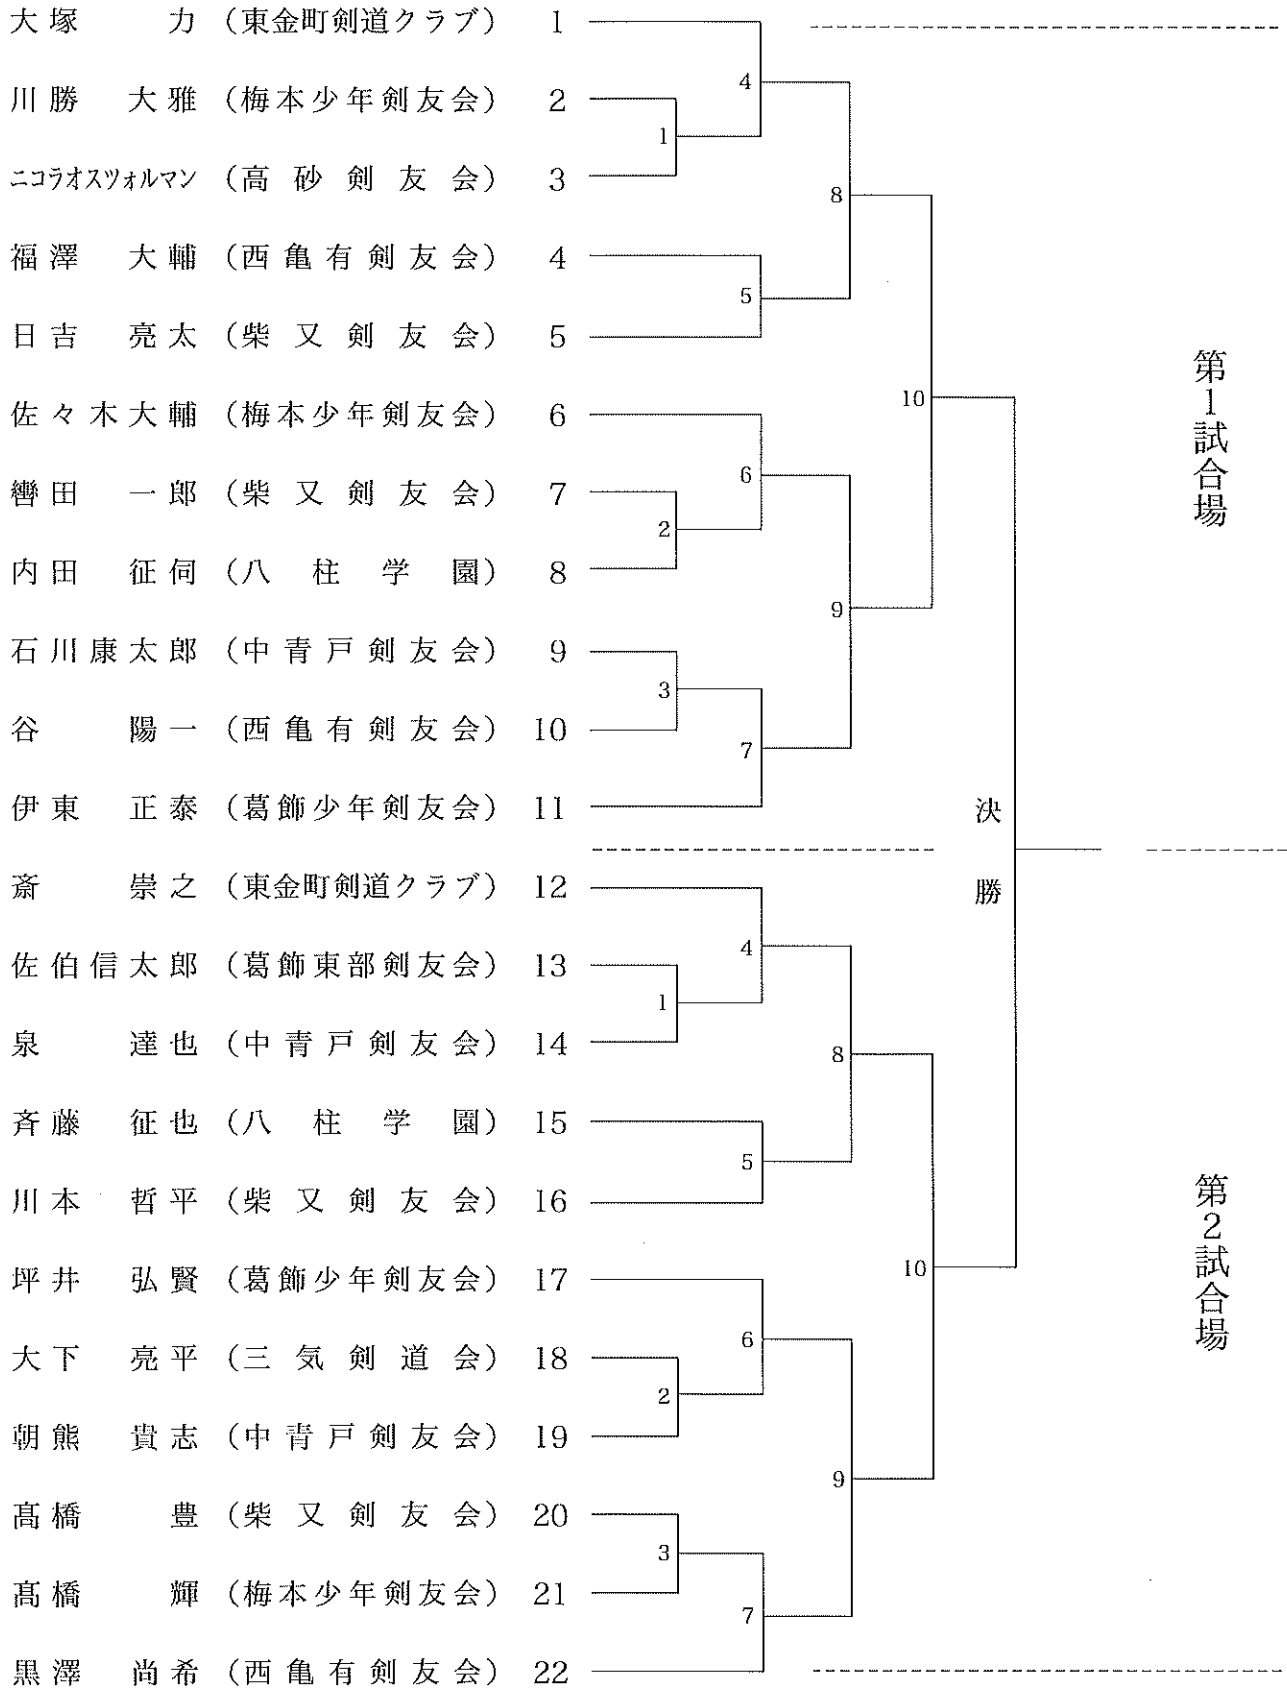 大塚 力 (東金町剣道クラブ) 1
川勝 大雅 (梅本少年剣友会) 2
ニコラオスツォルマン (高砂剣友会) 3
福澤 大輔 (西亀有剣友会) 4
日吉 亮太 (柴又剣友会) 5
佐々木大輔 (梅本少年剣友会) 6
轡田 一郎 (柴又剣友会) 7
内田 征伺 (八柱学園) 8
石川康太郎 (中青戸剣友会) 9
谷 陽一 (西亀有剣友会) 10
伊東 正泰 (葛飾少年剣友会) 11
斎 崇之 (東金町剣道クラブ) 12
佐伯信太郎 (葛飾東部剣友会) 13
泉 達也 (中青戸剣友会) 14
斉藤 征也 (八柱学園) 15
川本 哲平 (柴又剣友会) 16
坪井 弘賢 (葛飾少年剣友会) 17
大下 亮平 (三気剣道会) 18
朝熊 貴志 (中青戸剣友会) 19
髙橋 豊 (柴又剣友会) 20
髙橋 輝 (梅本少年剣友会) 21
黒澤 尚希 (西亀有剣友会) 22
1
2
3
4
5
6
7
8
9
10
1
2
3
4
5
6
7
8
9
10
決勝
第1試合場
第2試合場